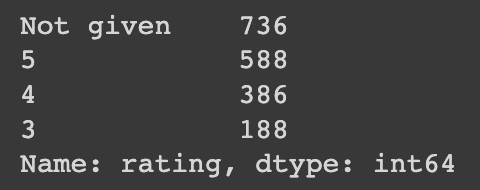 Not given    736
5            588
4            386
3            188
Name: rating, dtype: int64